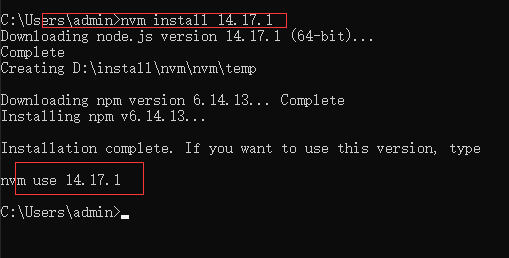 C:\Users\admin>nvm install 14.17.1
Downloading node.js version 14.17.1 (64-bit)...
Complete
Creating D:\install\nvm\nvm\temp
Downloading npm version 6.14.13... Complete
Installing npm v6.14.13...
Installation complete. If you want to use this version, type
nvm use 14.17.1
C:\Users\admin>